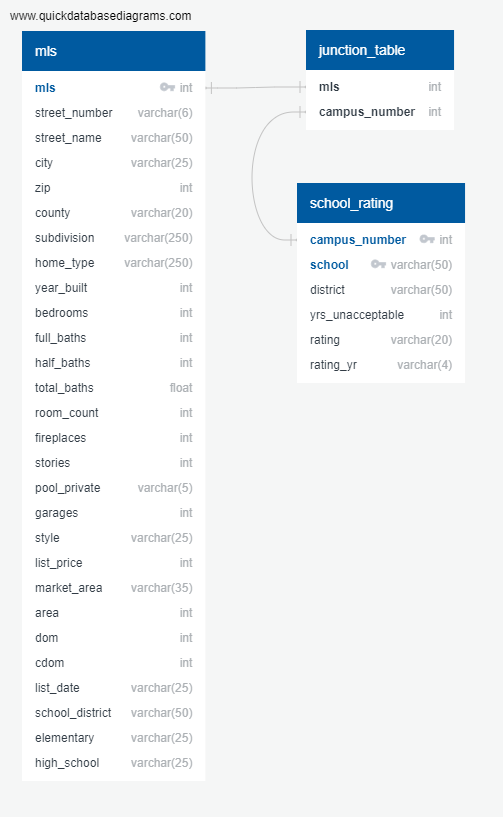 www.quickdatabasediagrams.com
mls
mls int
street_number varchar(6)
street_name varchar(50)
city varchar(25)
zip int
county varchar(20)
subdivision varchar(250)
home_type varchar(250)
year_built int
bedrooms int
full_baths int
half_baths int
total_baths float
room_count int
fireplaces int
stories int
pool_private varchar(5)
garages int
style varchar(25)
list_price int
market_area varchar(35)
area int
dom int
cdom int
list_date varchar(25)
school_district varchar(50)
elementary varchar(25)
high_school varchar(25)
junction_table
mls int
campus_number int
school_rating
campus_number int
school varchar(50)
district varchar(50)
yrs_unacceptable int
rating varchar(20)
rating_yr varchar(4)